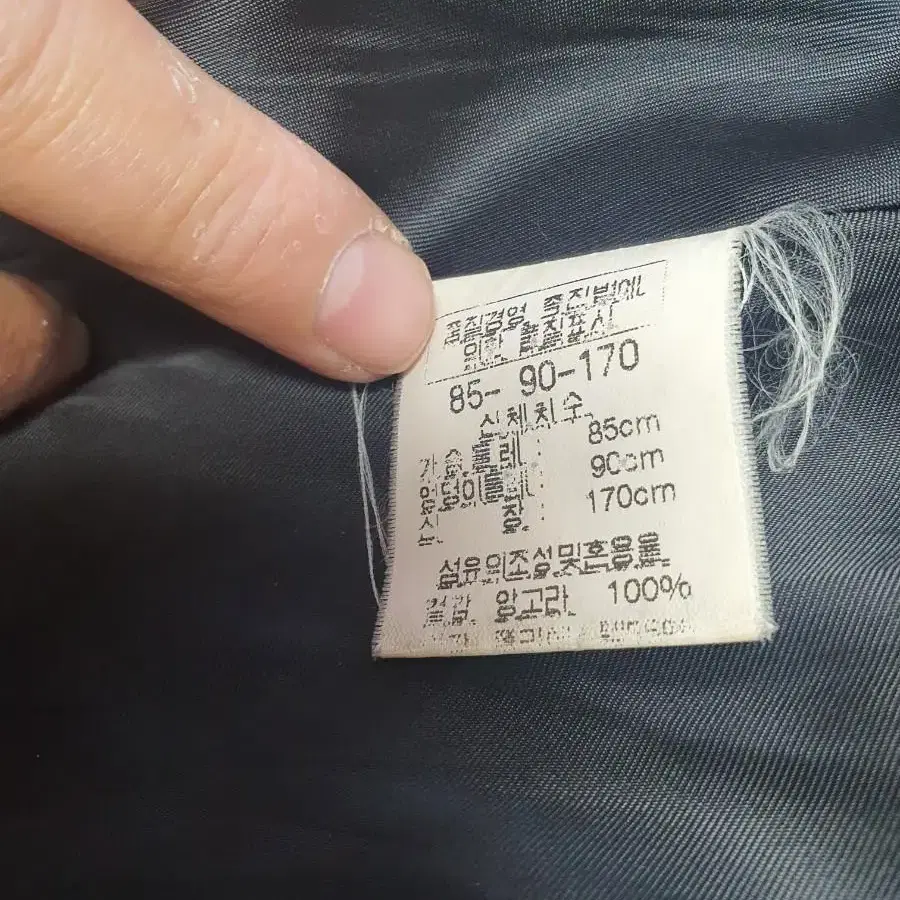 품질경영 촉진법에
의한 품질표시
85- 90-170
신체치수
가슴둘레 : 85cm
엉덩이둘레 : 90cm
신 장 : 170cm
섬유의조성및혼용율
겉감 앙고라 100%